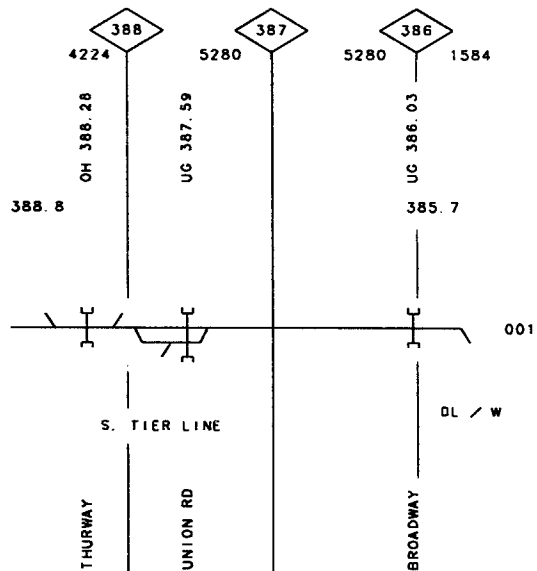 388 387 386
4224 5280 5280 1584
OH 388.28
UG 387.59
UG 386.03
388.8 385.7
001
DL / W
S. TIER LINE
THURWAY
UNION RD
BROADWAY